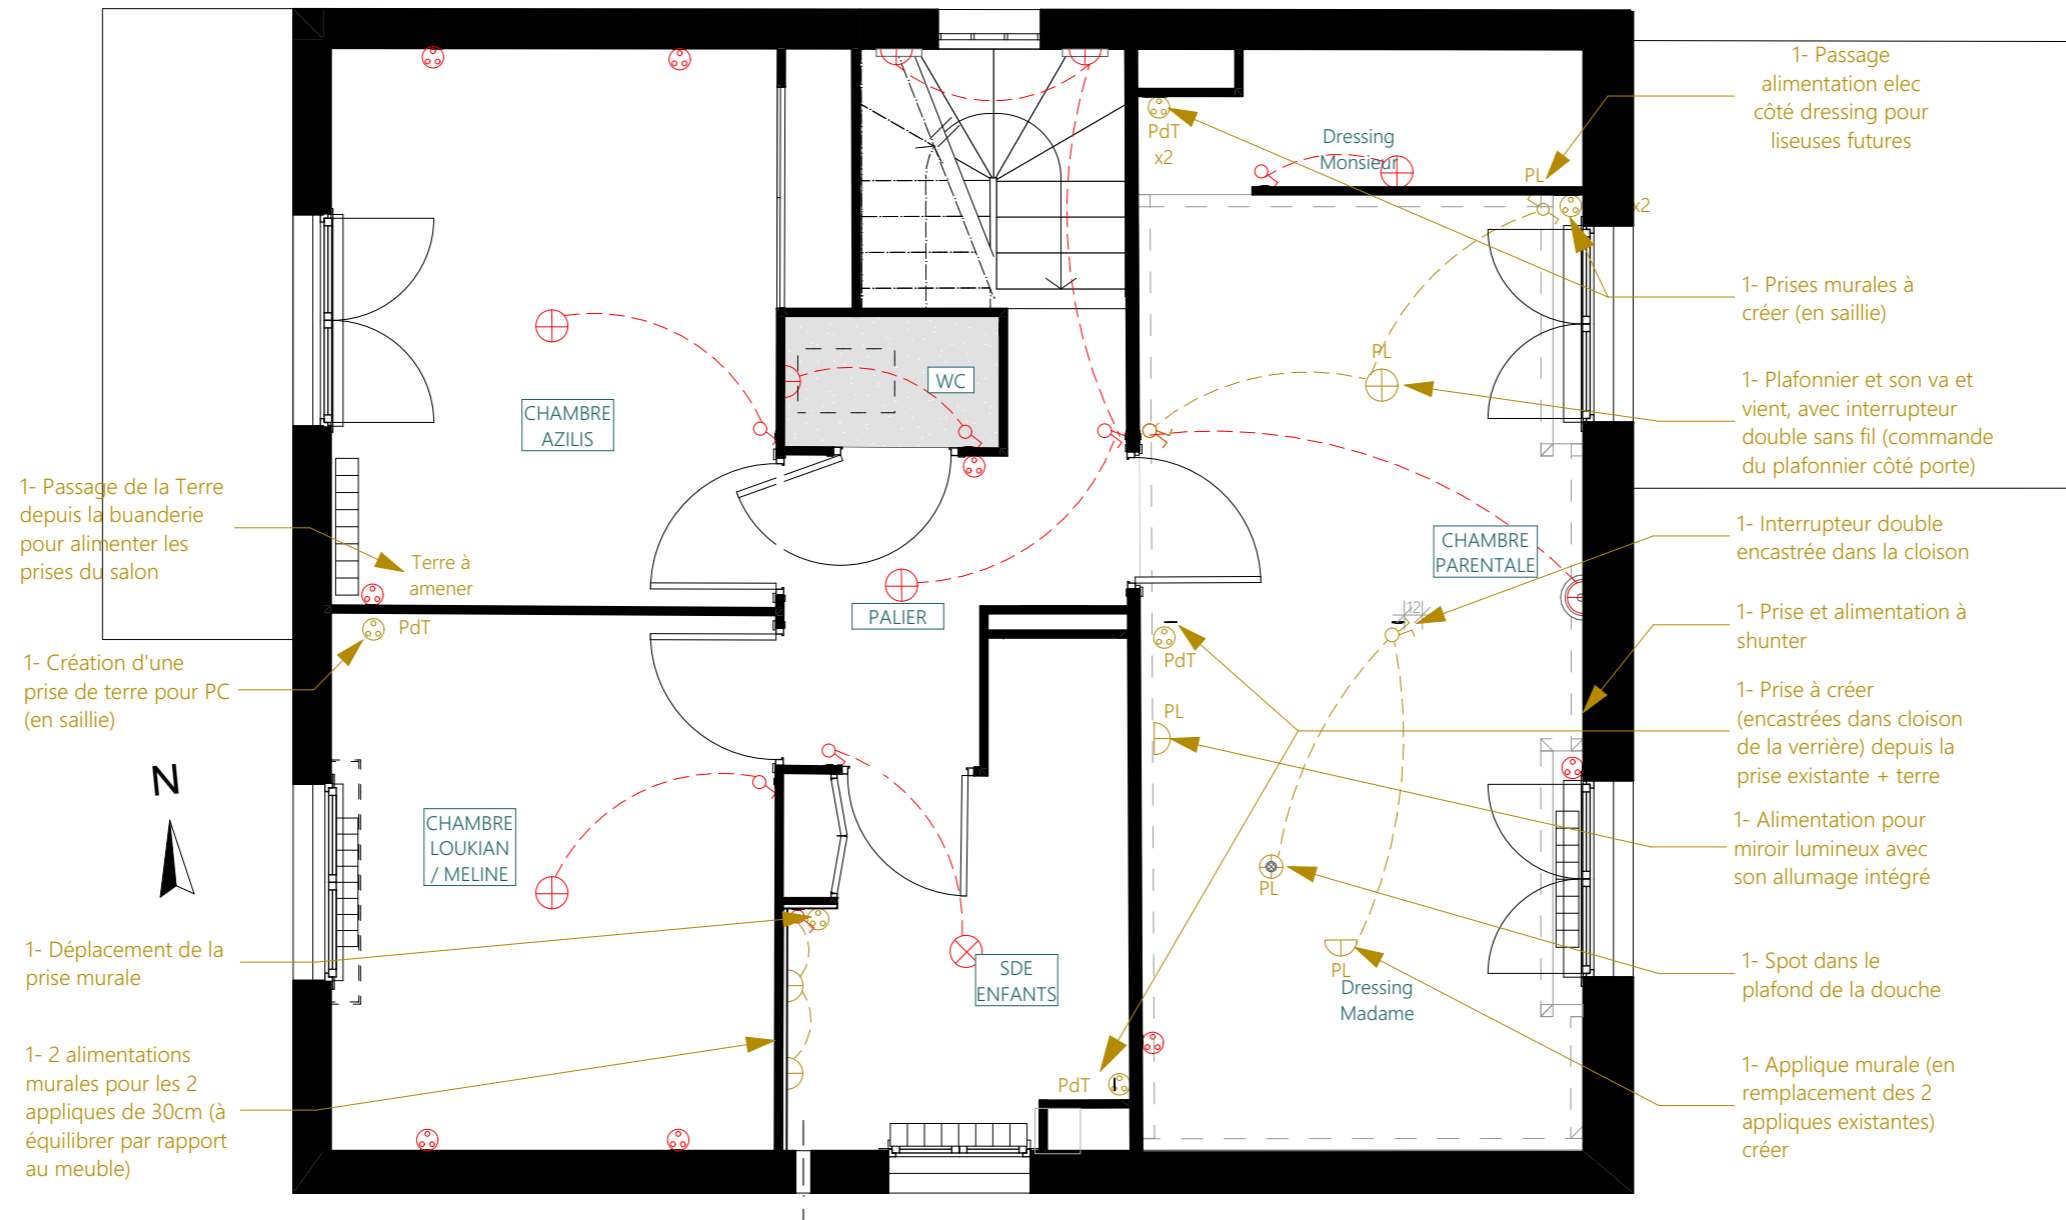 1- Passage
alimentation elec
côté dressing pour
liseuses futures
PdT
x2
Dressing
Monsieur
PL
x2
1- Prises murales à
créer (en saillie)
PL
1- Plafonnier et son va et
vient, avec interrupteur
double sans fil (commande
du plafonnier côté porte)
WC
CHAMBRE
AZILIS
1- Passage de la Terre
depuis la buanderie
pour alimenter les
prises du salon
Terre à
amener
CHAMBRE
PARENTALE
1- Interrupteur double
encastrée dans la cloison
PALIER
12
1- Prise et alimentation à
shunter
PdT
PdT
1- Création d'une
prise de terre pour PC
(en saillie)
1- Prise à créer
(encastrées dans cloison
de la verrière) depuis la
prise existante + terre
PL
N
CHAMBRE
LOUKIAN
/ MELINE
1- Alimentation pour
miroir lumineux avec
son allumage intégré
PL
1- Déplacement de la
prise murale
SDE
ENFANTS
PL
Dressing
Madame
1- Spot dans le
plafond de la douche
1- 2 alimentations
murales pour les 2
appliques de 30cm (à
équilibrer par rapport
au meuble)
PdT
1- Applique murale (en
remplacement des 2
appliques existantes)
créer